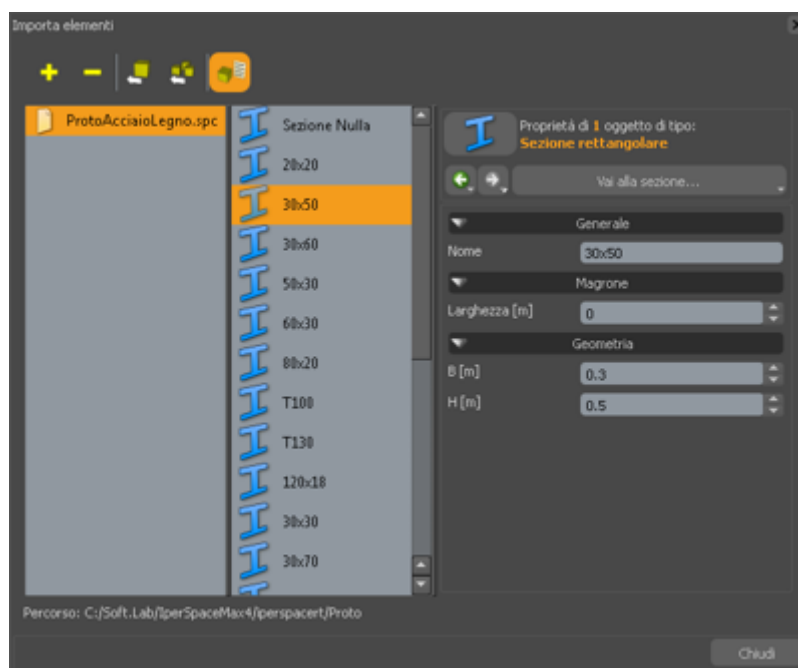 Importa elementi
ProtoAcciaioLegno.spc
Sezione Nulla
20x20
30x50
30x60
50x30
60x30
80x20
T100
T130
120x18
30x30
30x70
Proprietà di 1 oggetto di tipo:
Sezione rettangolare
Vai alla sezione...
Generale
Nome 30x50
Magrone
Larghezza [m] 0
Geometria
B [m] 0.3
H [m] 0.5
Percorso: C:/Soft.Lab/IperSpaceMax4/iperspacert/Proto
Chiudi